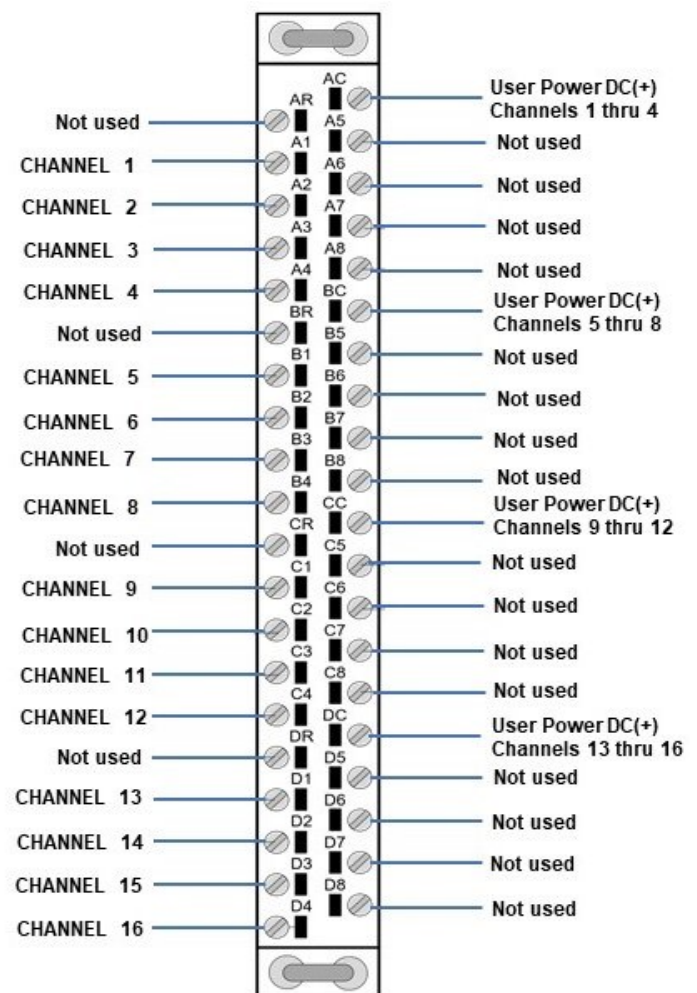 AC
User Power DC(+)
Channels 1 thru 4
AR
Not used
A5
Not used
A1
CHANNEL 1
A6
Not used
A2
CHANNEL 2
A7
Not used
A3
CHANNEL 3
A8
Not used
A4
CHANNEL 4
BC
User Power DC(+)
Channels 5 thru 8
BR
Not used
B5
Not used
B1
CHANNEL 5
B6
Not used
B2
CHANNEL 6
B7
Not used
B3
CHANNEL 7
B8
Not used
B4
CHANNEL 8
CC
User Power DC(+)
Channels 9 thru 12
CR
Not used
C5
Not used
C1
CHANNEL 9
C6
Not used
C2
CHANNEL 10
C7
Not used
C3
CHANNEL 11
C8
Not used
C4
CHANNEL 12
DC
User Power DC(+)
Channels 13 thru 16
DR
Not used
D5
Not used
D1
CHANNEL 13
D6
Not used
D2
CHANNEL 14
D7
Not used
D3
CHANNEL 15
D8
Not used
D4
CHANNEL 16